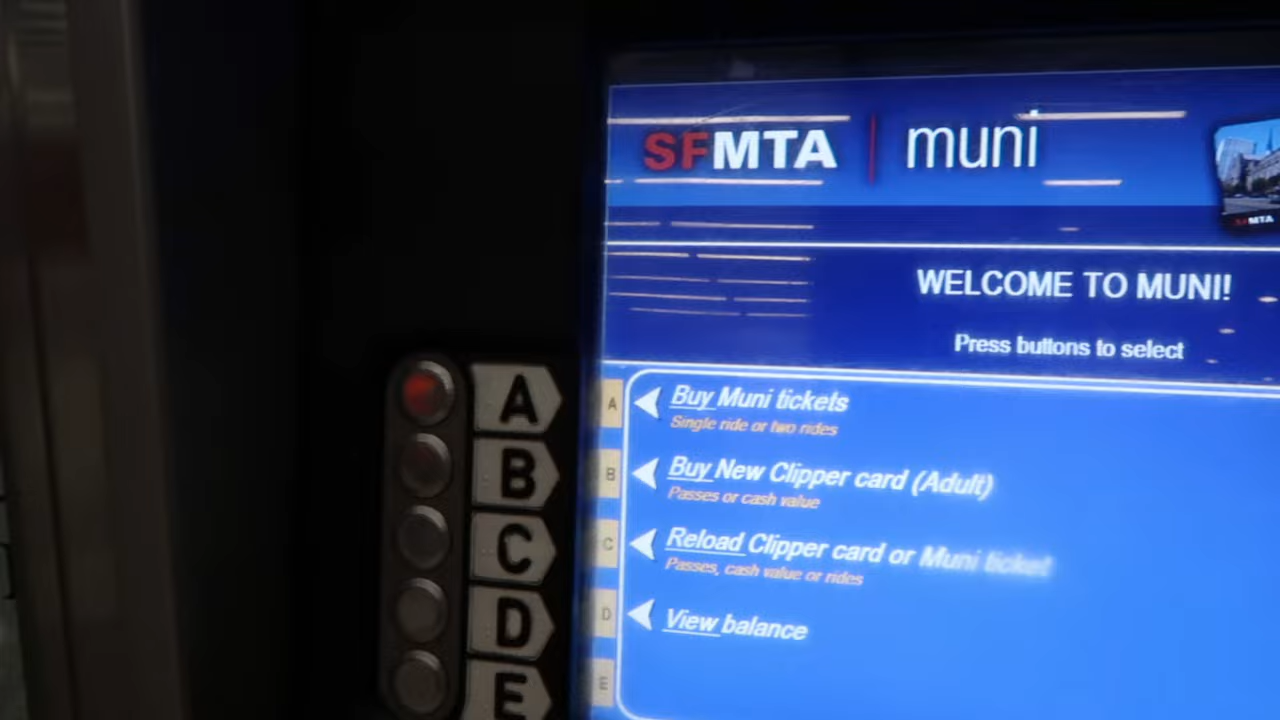 SFMTA | muni
SFMTA
WELCOME TO MUNI!
Press buttons to select
A
A
Buy Muni tickets
Single ride or two rides
B
B
Buy New Clipper card (Adult)
Passes or cash value
C
C
Reload Clipper card or Muni ticket
Passes, cash value or rides
D
D
View balance
E
E